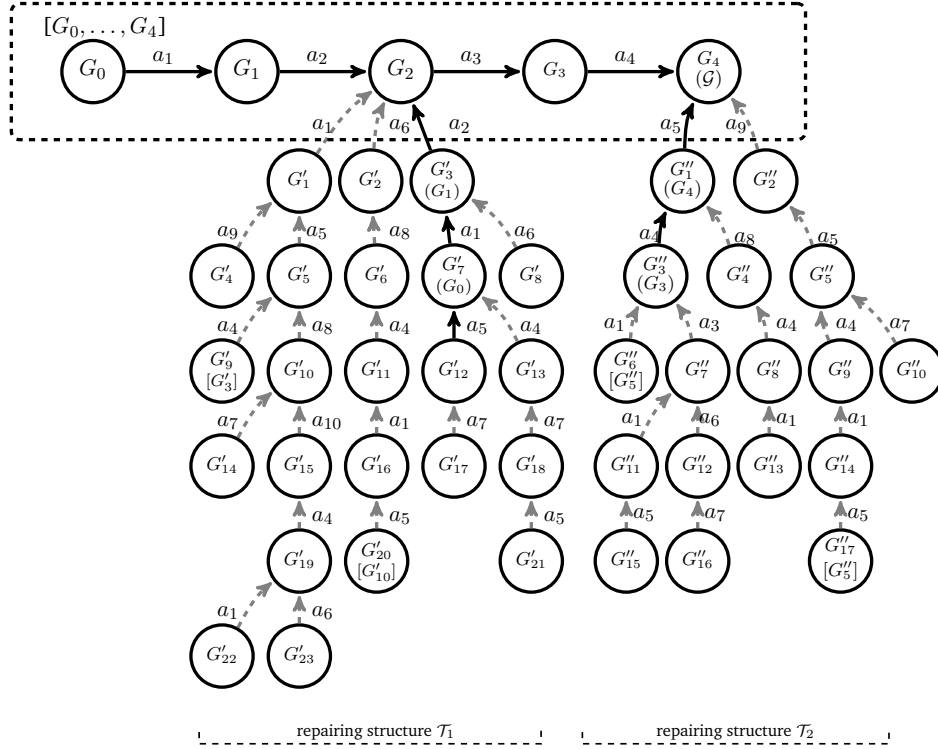 [G₀, . . . , G₄]
a₁ a₂ a₃ a₄
G₀ G₁ G₂ G₃ G₄
(𝒢)
a₁ a₆ a₂ a₅ a₉
G′₁ G′₂ G′₃ G″₁ G″₂
(G₁) (G₄)
a₉ a₅ a₈ a₁ a₆ a₄ a₈ a₅
G′₄ G′₅ G′₆ G′₇ G′₈ G″₃ G″₄ G″₅
(G₀) (G₃)
a₄ a₈ a₄ a₅ a₄ a₁ a₃ a₄ a₄ a₇
G′₉ G′₁₀ G′₁₁ G′₁₂ G′₁₃ G″₆ G″₇ G″₈ G″₉ G″₁₀
[G′₃] [G″₅]
a₇ a₁₀ a₁ a₇ a₇ a₁ a₆ a₁ a₁
G′₁₄ G′₁₅ G′₁₆ G′₁₇ G′₁₈ G″₁₁ G″₁₂ G″₁₃ G″₁₄
a₄ a₅ a₅ a₅ a₇ a₅
G′₁₉ G′₂₀ G′₂₁ G″₁₅ G″₁₆ G″₁₇
[G′₁₀] [G″₅]
a₁ a₆
G′₂₂ G′₂₃
repairing structure 𝒯₁ repairing structure 𝒯₂